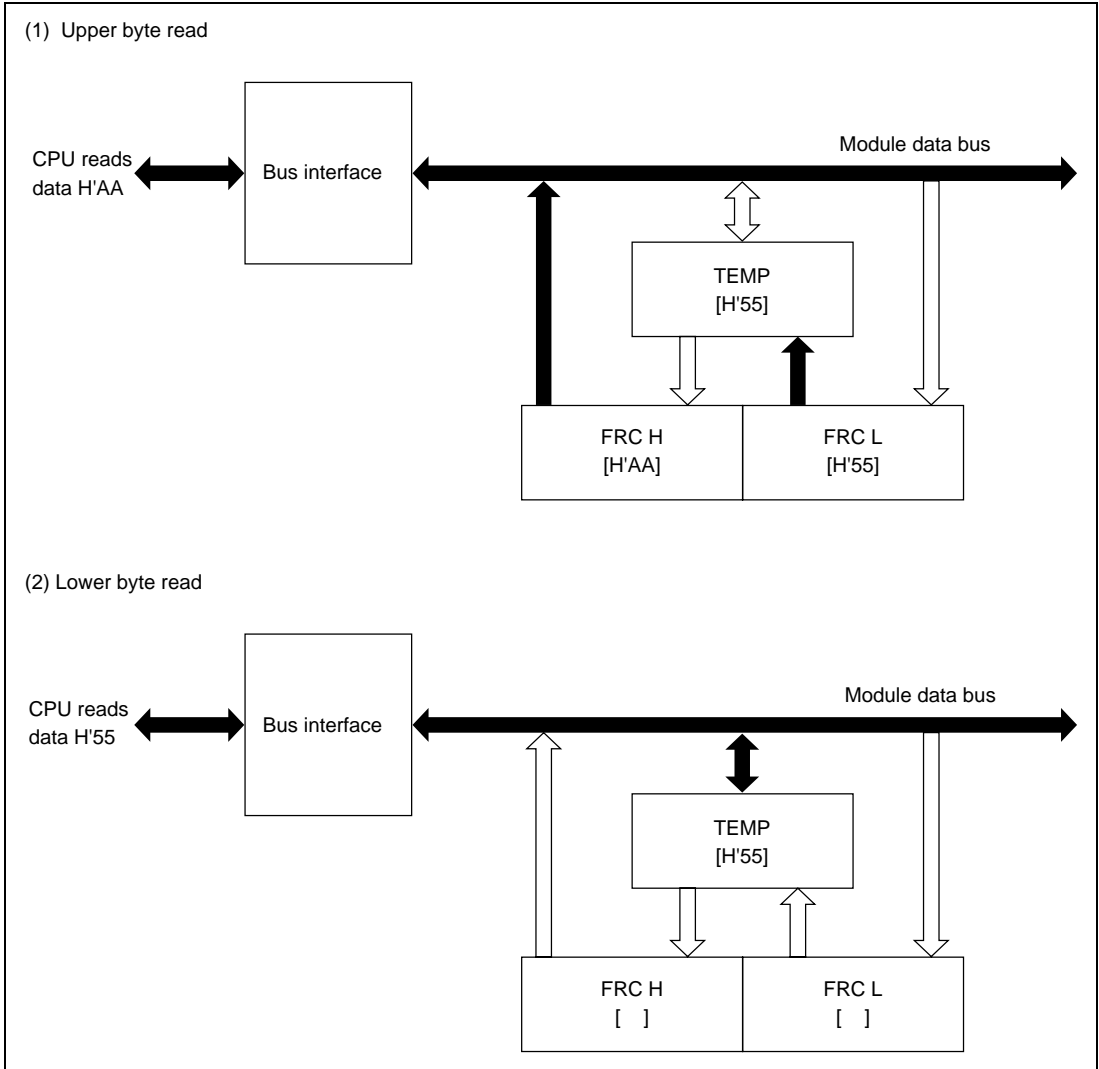 (1) Upper byte read
CPU reads
data H'AA
Bus interface
Module data bus
TEMP
[H'55]
FRC H
[H'AA]
FRC L
[H'55]
(2) Lower byte read
CPU reads
data H'55
Bus interface
Module data bus
TEMP
[H'55]
FRC H
[ ]
FRC L
[ ]